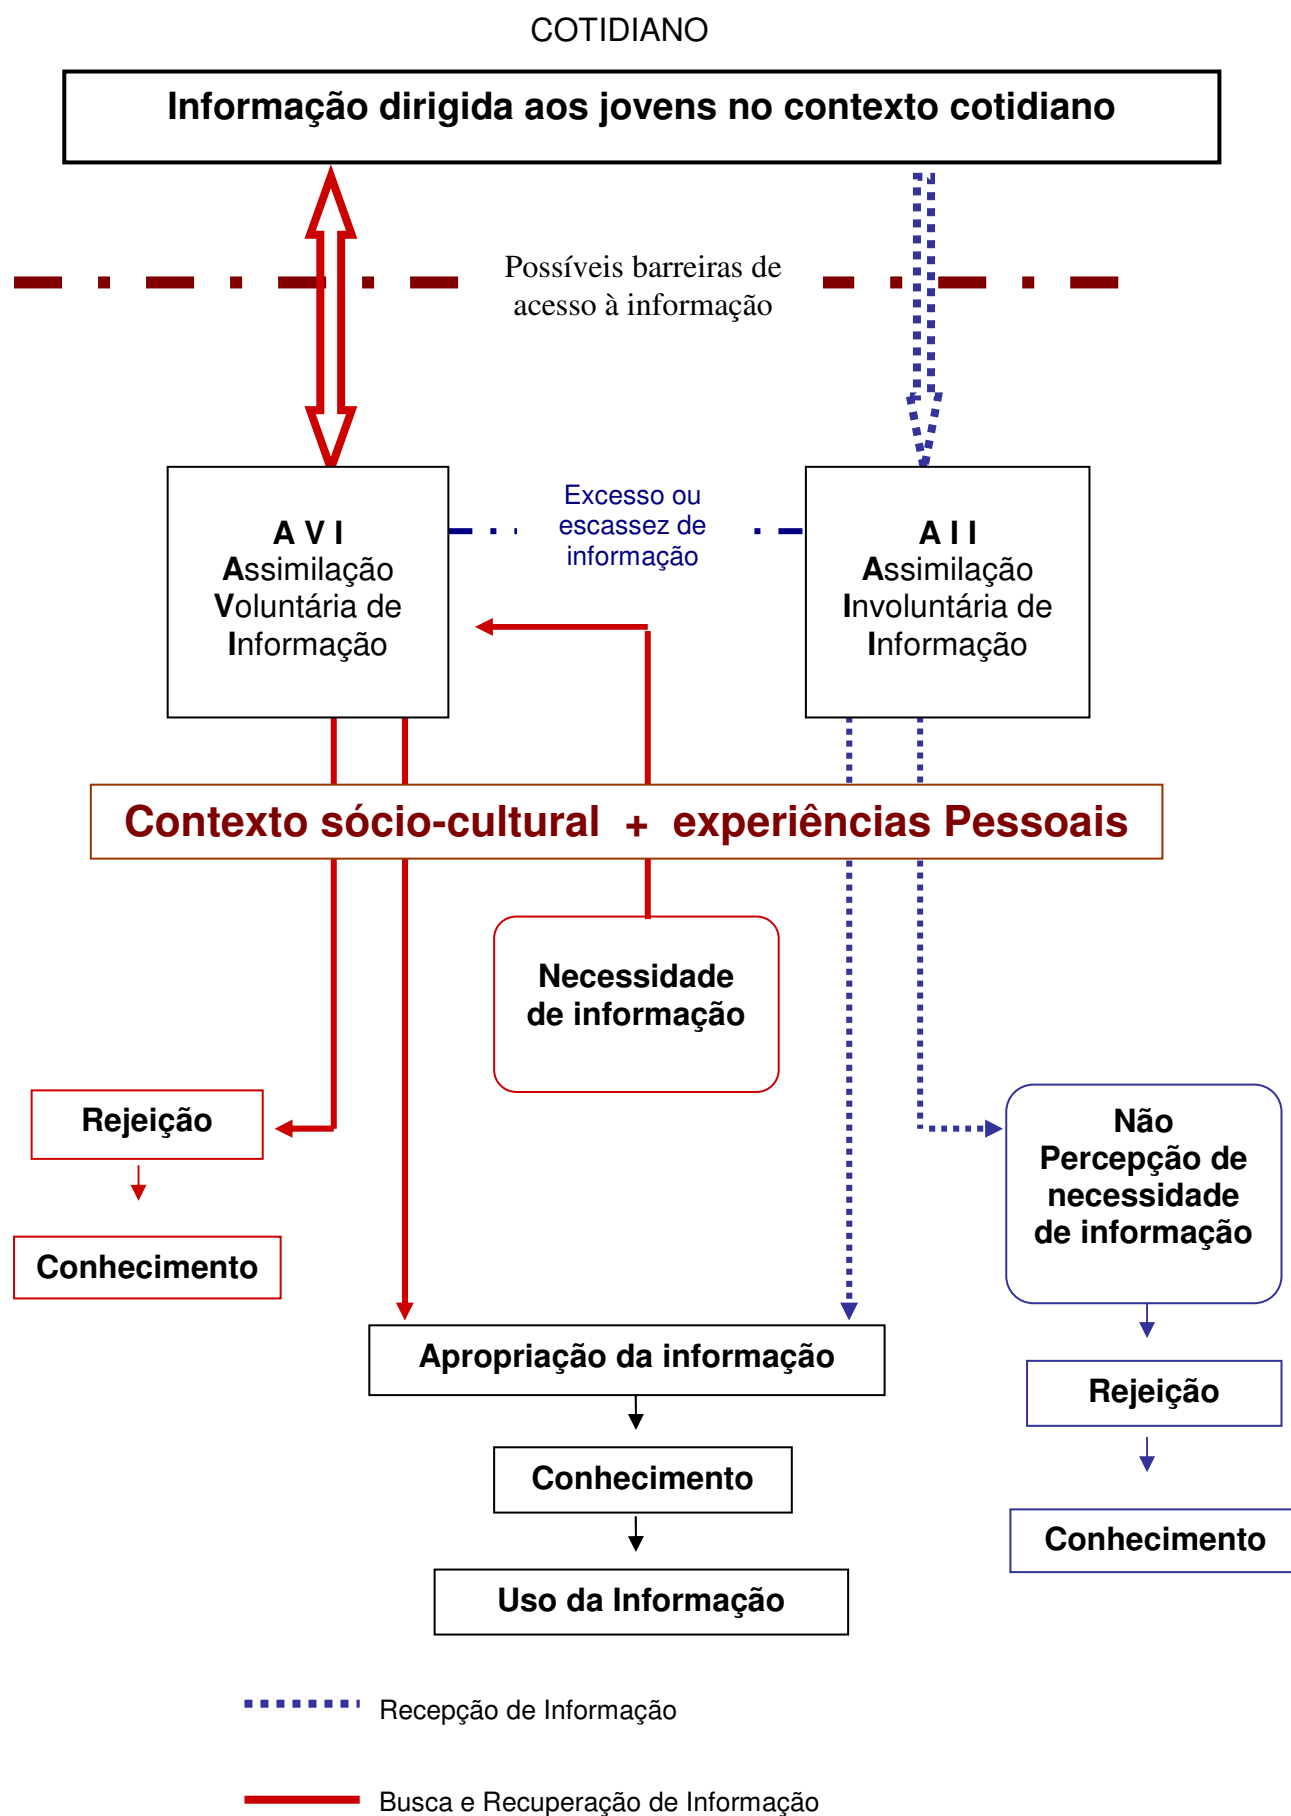 COTIDIANO
Informação dirigida aos jovens no contexto cotidiano
Possíveis barreiras de
acesso à informação
A V I
Assimilação
Voluntária de
Informação
Excesso ou
escassez de
informação
A I I
Assimilação
Involuntária de
Informação
Contexto sócio-cultural + experiências Pessoais
Necessidade
de informação
Rejeição
Conhecimento
Não
Percepção de
necessidade
de informação
Apropriação da informação
Rejeição
Conhecimento
Conhecimento
Uso da Informação
Recepção de Informação
Busca e Recuperação de Informação